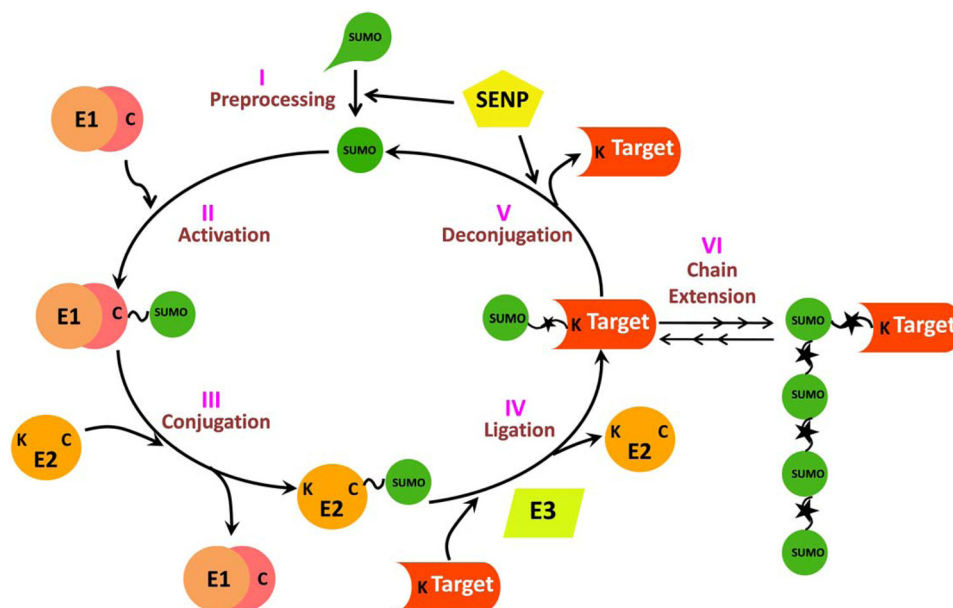 SUMO
I
Preprocessing
SENP
E1 C
SUMO
K Target
II
Activation
V
Deconjugation
VI
Chain
Extension
E1 C SUMO
SUMO K Target
SUMO K Target
III
Conjugation
IV
Ligation
SUMO
K C
E2
K C
E2
SUMO
K C
E2
SUMO
E3
SUMO
E1 C
K Target